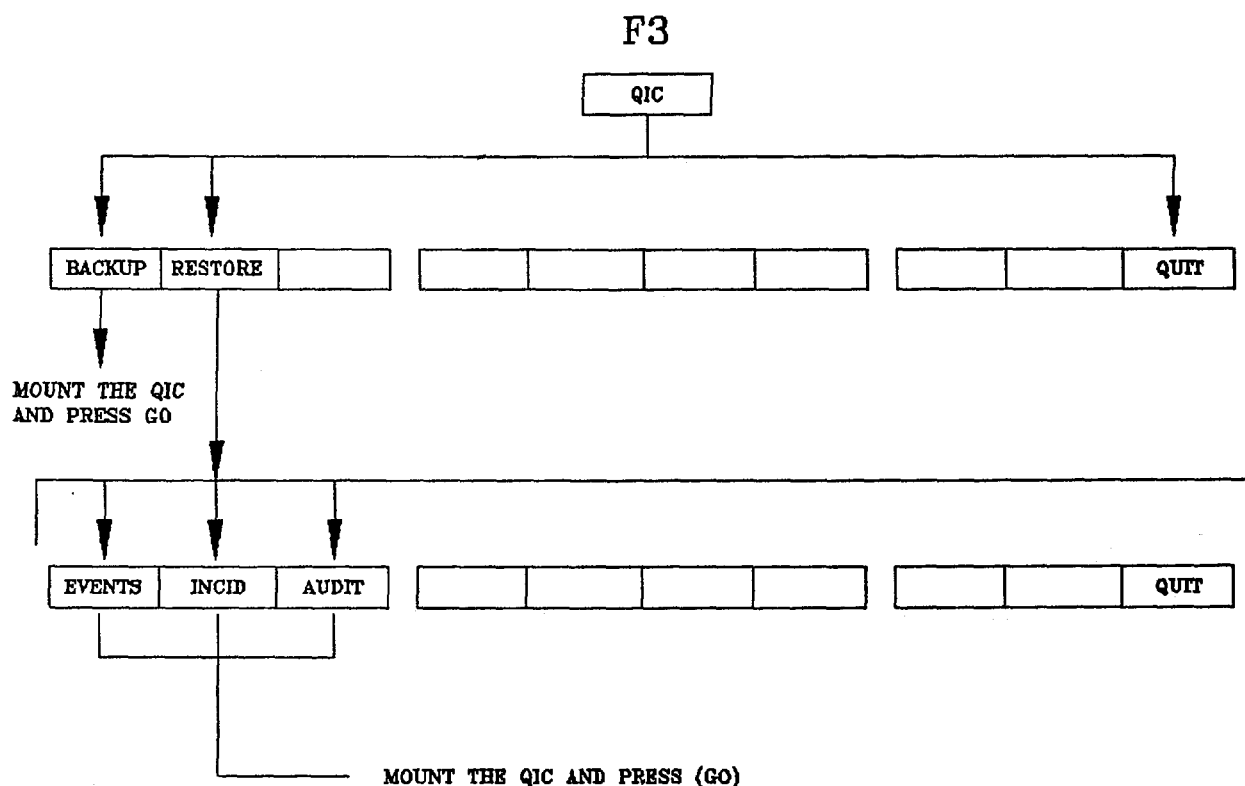 F3
QIC
BACKUP RESTORE QUIT
MOUNT THE QIC
AND PRESS GO
EVENTS INCID AUDIT QUIT
MOUNT THE QIC AND PRESS (GO)